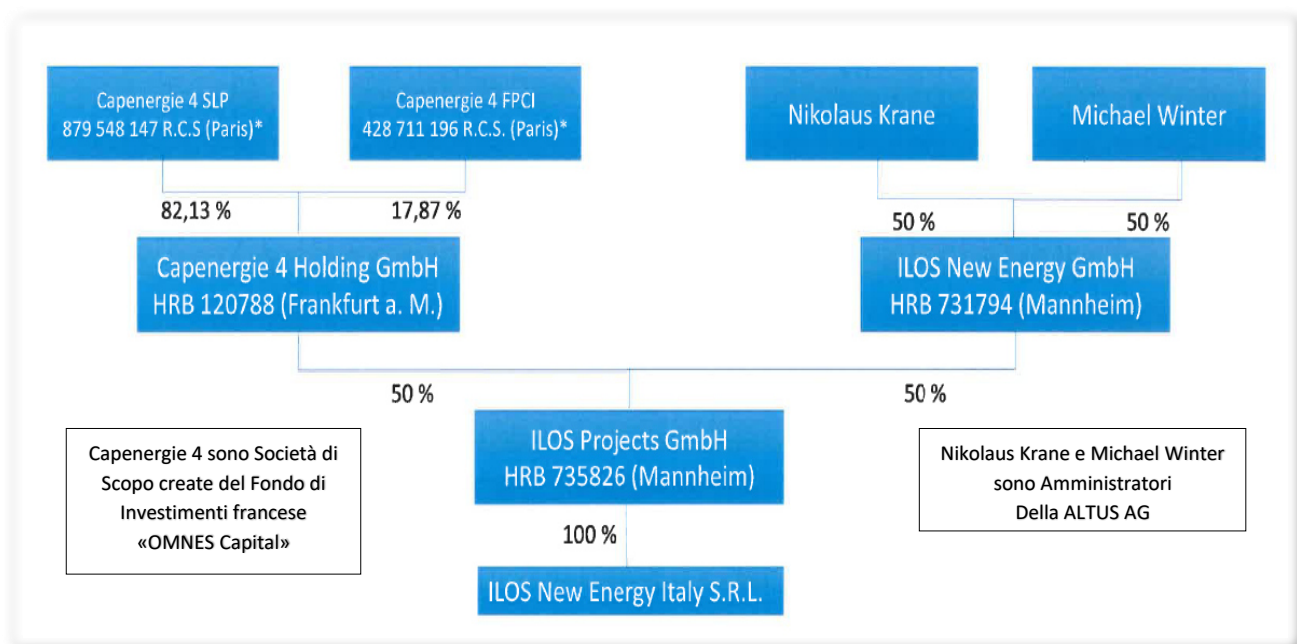 Capenergie 4 SLP
879 548 147 R.C.S (Paris)*
Capenergie 4 FPCI
428 711 196 R.C.S. (Paris)*
Nikolaus Krane
Michael Winter
82,13 %
17,87 %
50 %
50 %
Capenergie 4 Holding GmbH
HRB 120788 (Frankfurt a. M.)
ILOS New Energy GmbH
HRB 731794 (Mannheim)
50 %
50 %
ILOS Projects GmbH
HRB 735826 (Mannheim)
Capenergie 4 sono Società di
Scopo create del Fondo di
Investimenti francese
«OMNES Capital»
Nikolaus Krane e Michael Winter
sono Amministratori
Della ALTUS AG
100 %
ILOS New Energy Italy S.R.L.